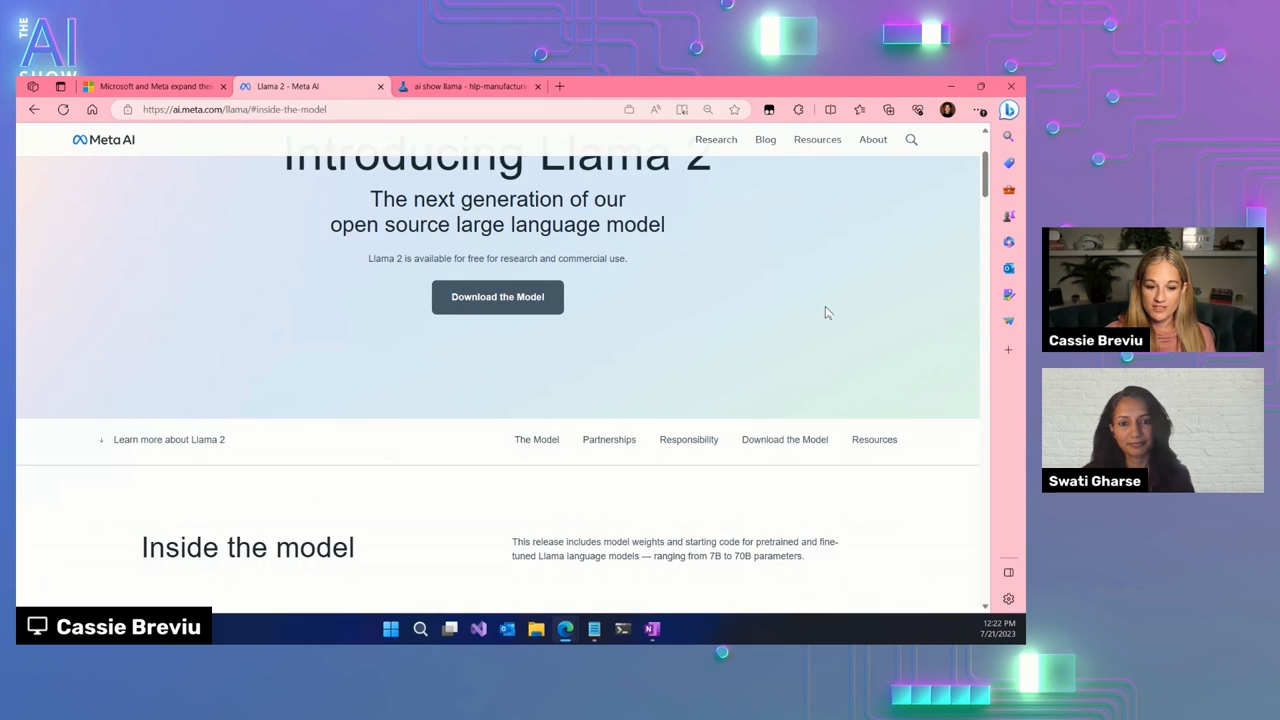 THE
AI
SHOW
Microsoft and Meta expand their
Llama 2 - Meta AI
ai show llama - hlp-manufacturin
https://ai.meta.com/llama/#inside-the-model
Meta AI
Research
Blog
Resources
About
Introducing Llama 2
The next generation of our
open source large language model
Llama 2 is available for free for research and commercial use.
Download the Model
Learn more about Llama 2
The Model
Partnerships
Responsibility
Download the Model
Resources
Inside the model
This release includes model weights and starting code for pretrained and fine-
tuned Llama language models — ranging from 7B to 70B parameters.
Cassie Breviu
12:22 PM
7/21/2023
Cassie Breviu
Swati Gharse